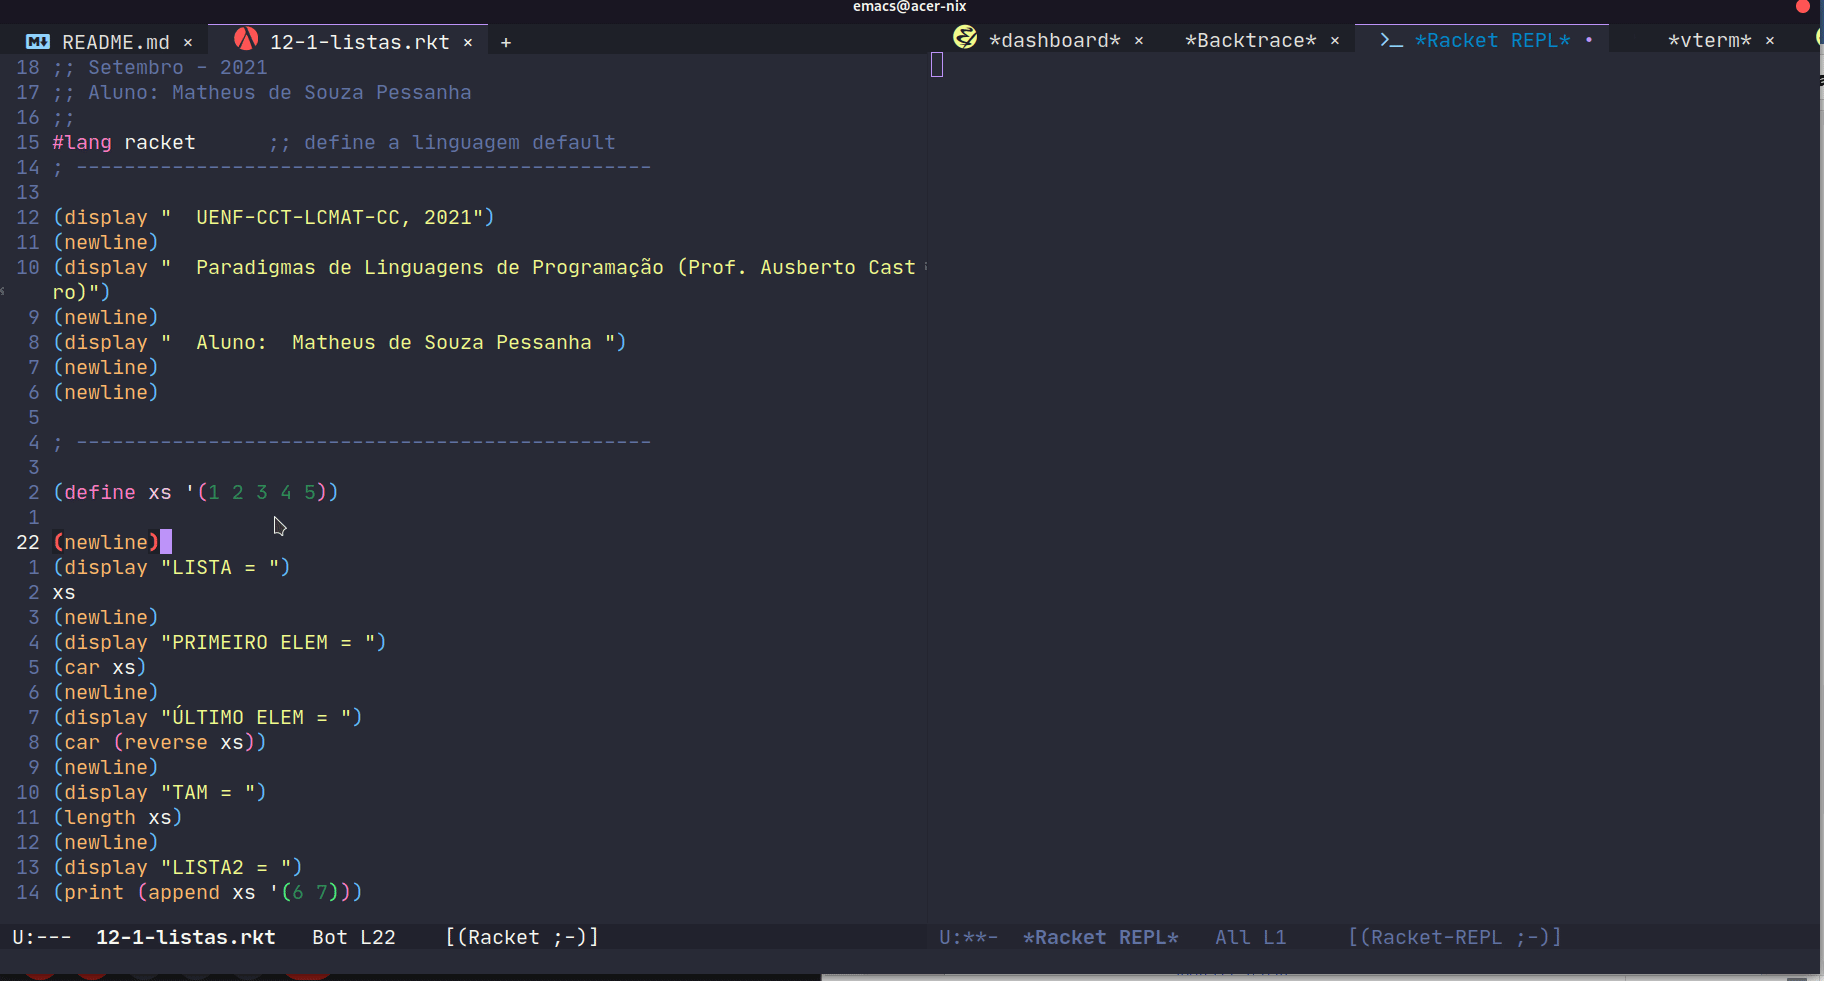 emacs@acer-nix
README.md × 12-1-listas.rkt × +
*dashboard* × *Backtrace* × >_ *Racket REPL* • *vterm* ×
18 ;; Setembro - 2021
17 ;; Aluno: Matheus de Souza Pessanha
16 ;;
15 #lang racket      ;; define a linguagem default
14 ; ------------------------------------------------
13
12 (display "  UENF-CCT-LCMAT-CC, 2021")
11 (newline)
10 (display "  Paradigmas de Linguagens de Programação (Prof. Ausberto Cast
ro)")
9 (newline)
8 (display "  Aluno:  Matheus de Souza Pessanha ")
7 (newline)
6 (newline)
5
4 ; ------------------------------------------------
3
2 (define xs '(1 2 3 4 5))
1
22 (newline)
1 (display "LISTA = ")
2 xs
3 (newline)
4 (display "PRIMEIRO ELEM = ")
5 (car xs)
6 (newline)
7 (display "ÚLTIMO ELEM = ")
8 (car (reverse xs))
9 (newline)
10 (display "TAM = ")
11 (length xs)
12 (newline)
13 (display "LISTA2 = ")
14 (print (append xs '(6 7)))
U:--- 12-1-listas.rkt Bot L22 [(Racket ;-)]
U:**- *Racket REPL* All L1 [(Racket-REPL ;-)]